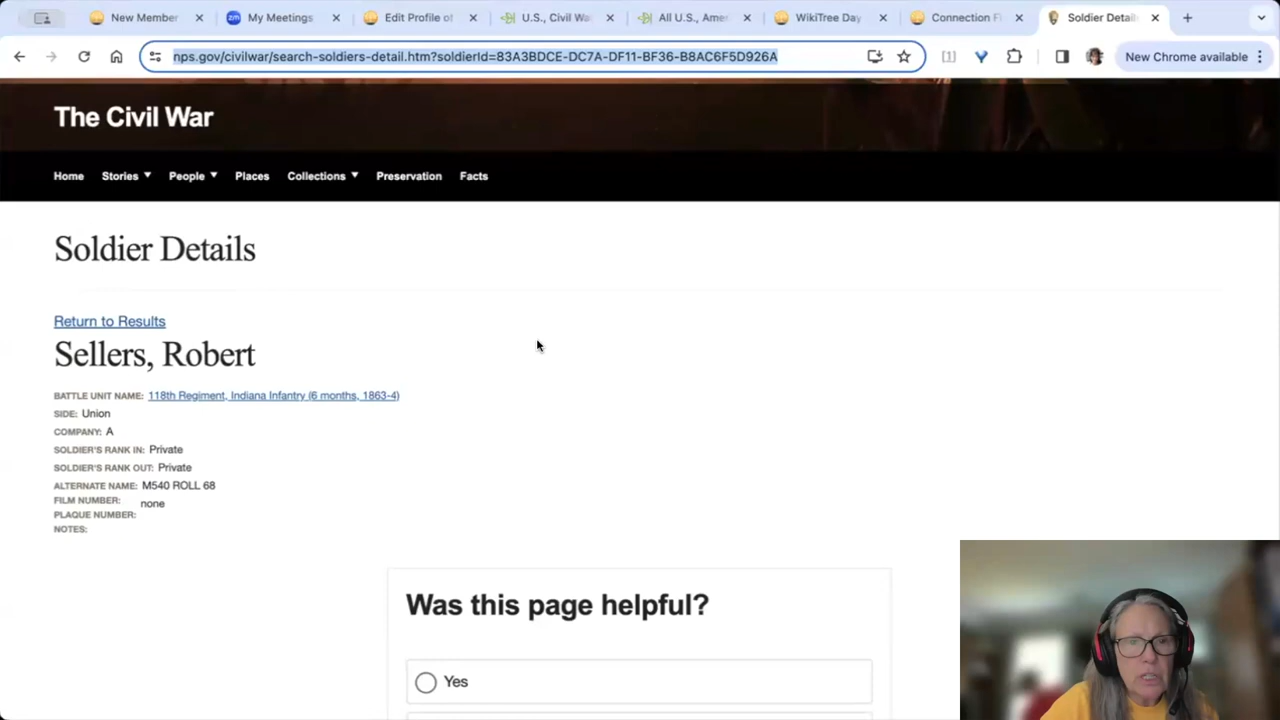 New Member
My Meetings
Edit Profile of
U.S., Civil Wa
All U.S., Ame
WikiTree Day
Connection F
Soldier Detail
nps.gov/civilwar/search-soldiers-detail.htm?soldierId=83A3BDCE-DC7A-DF11-BF36-B8AC6F5D926A
New Chrome available
The Civil War
Home Stories People Places Collections Preservation Facts
Soldier Details
Return to Results
Sellers, Robert
BATTLE UNIT NAME: 118th Regiment, Indiana Infantry (6 months, 1863-4)
SIDE: Union
COMPANY: A
SOLDIER'S RANK IN: Private
SOLDIER'S RANK OUT: Private
ALTERNATE NAME: M540 ROLL 68
FILM NUMBER: none
PLAQUE NUMBER:
NOTES:
Was this page helpful?
Yes